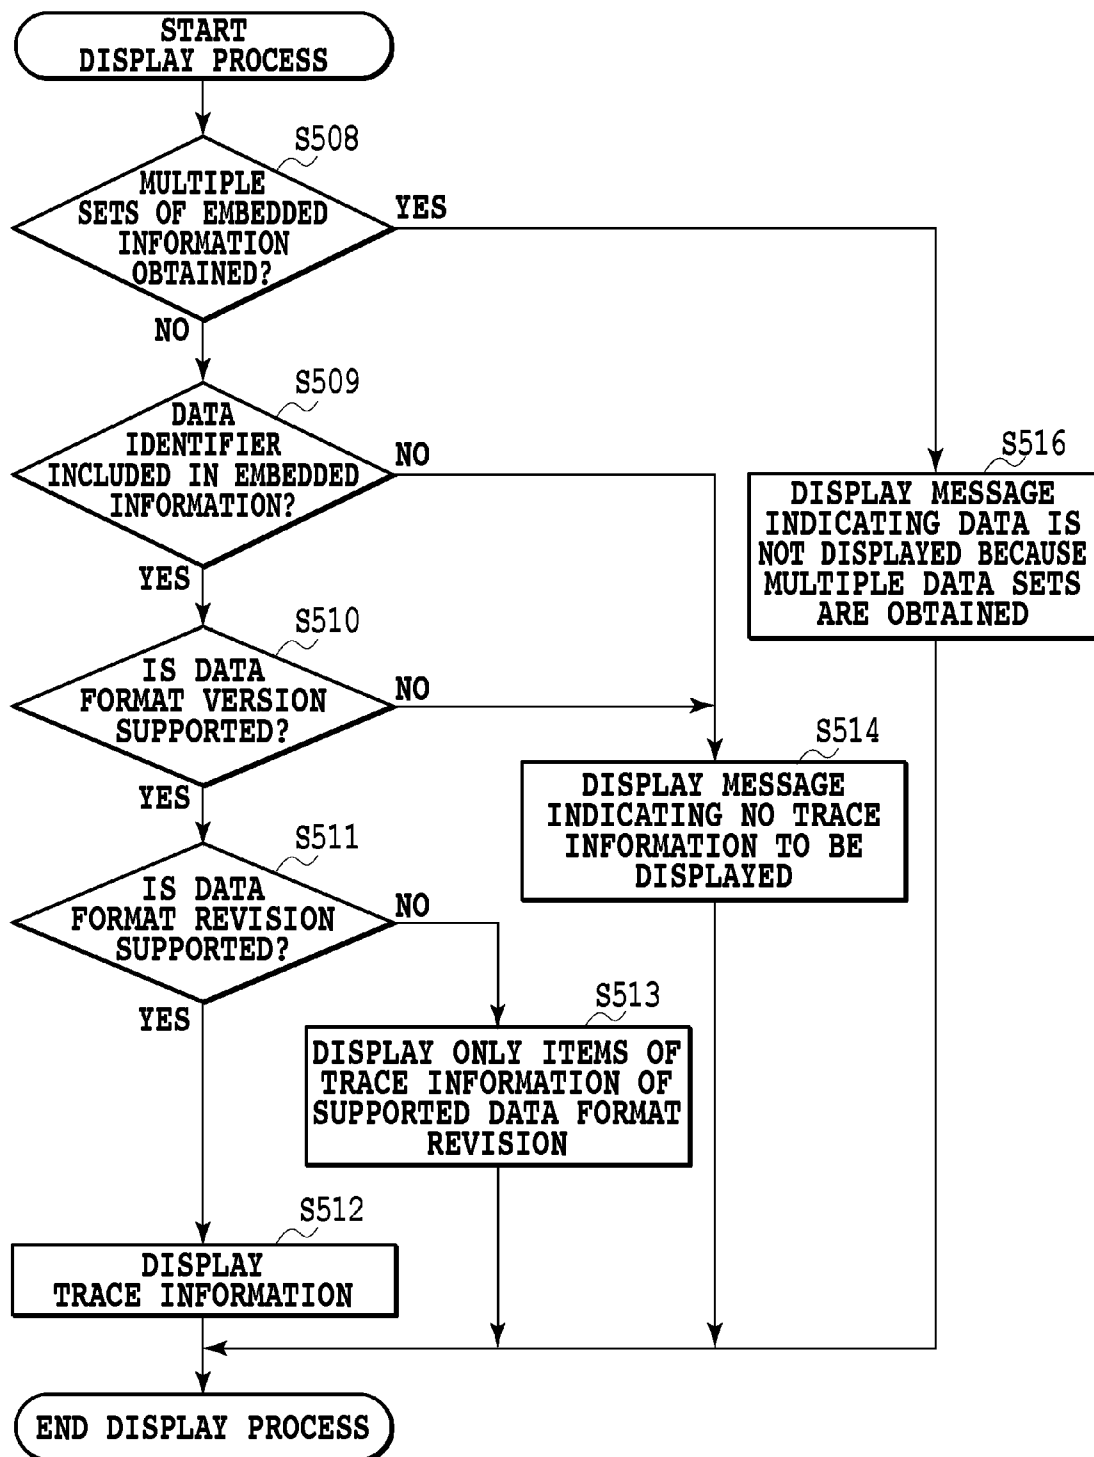 START
DISPLAY PROCESS
S508
MULTIPLE
SETS OF EMBEDDED
INFORMATION
OBTAINED?
YES
NO
S509
DATA
IDENTIFIER
INCLUDED IN EMBEDDED
INFORMATION?
NO
YES
S516
DISPLAY MESSAGE
INDICATING DATA IS
NOT DISPLAYED BECAUSE
MULTIPLE DATA SETS
ARE OBTAINED
S510
IS DATA
FORMAT VERSION
SUPPORTED?
NO
YES
S514
DISPLAY MESSAGE
INDICATING NO TRACE
INFORMATION TO BE
DISPLAYED
S511
IS DATA
FORMAT REVISION
SUPPORTED?
NO
YES
S513
DISPLAY ONLY ITEMS OF
TRACE INFORMATION OF
SUPPORTED DATA FORMAT
REVISION
S512
DISPLAY
TRACE INFORMATION
END DISPLAY PROCESS